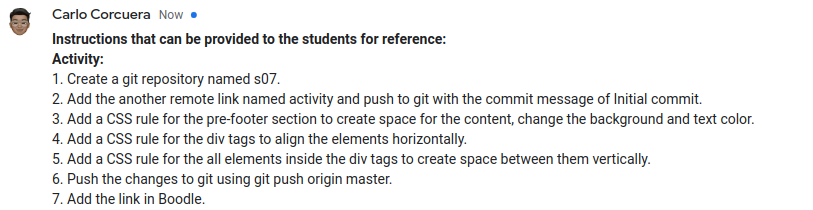 Carlo Corcuera Now
Instructions that can be provided to the students for reference:
Activity:
1. Create a git repository named s07.
2. Add the another remote link named activity and push to git with the commit message of Initial commit.
3. Add a CSS rule for the pre-footer section to create space for the content, change the background and text color.
4. Add a CSS rule for the div tags to align the elements horizontally.
5. Add a CSS rule for the all elements inside the div tags to create space between them vertically.
6. Push the changes to git using git push origin master.
7. Add the link in Boodle.